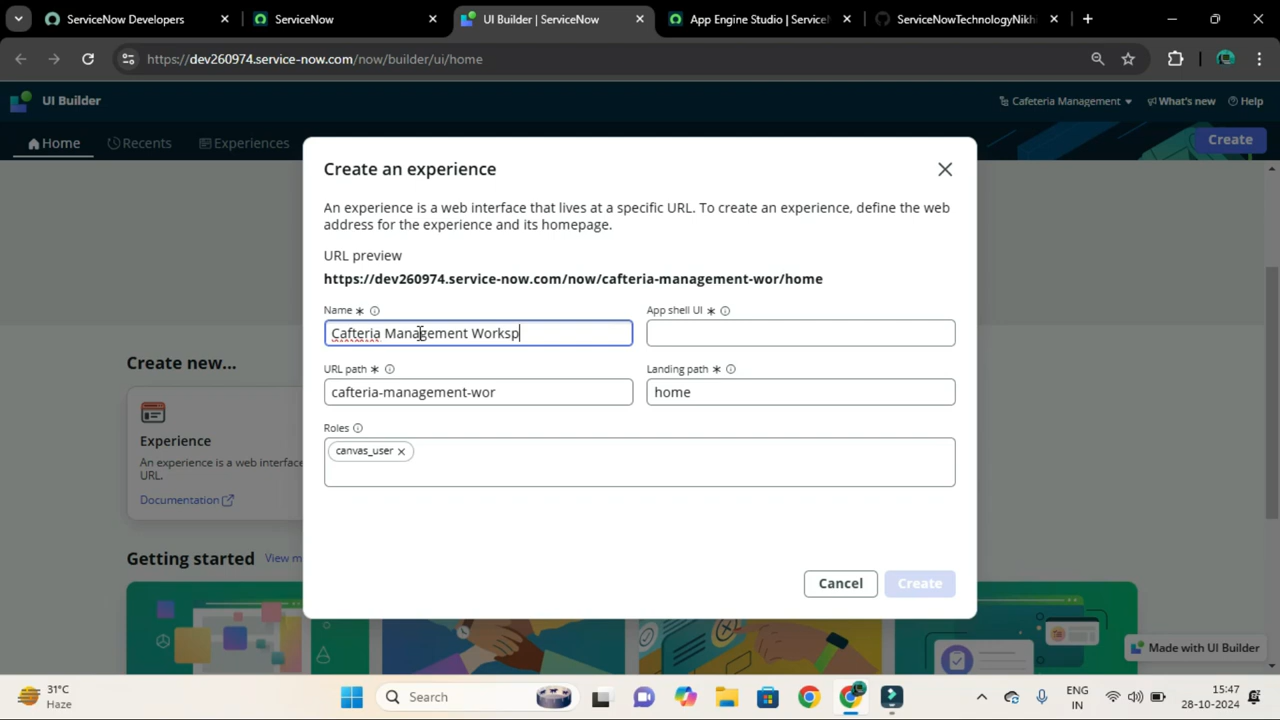 ServiceNow Developers
ServiceNow
UI Builder | ServiceNow
App Engine Studio | ServiceN
ServiceNowTechnologyNikhi
https://dev260974.service-now.com/now/builder/ui/home
UI Builder
Cafeteria Management
What's new
Help
Home
Recents
Experiences
Create
Create an experience
An experience is a web interface that lives at a specific URL. To create an experience, define the web
address for the experience and its homepage.
URL preview
https://dev260974.service-now.com/now/cafteria-management-wor/home
Name *
App shell UI *
Cafteria Management Worksp
URL path *
Landing path *
cafteria-management-wor
home
Roles
canvas_user
Cancel
Create
Create new...
Experience
An experience is a web interface
URL.
Documentation
Getting started
View m
Made with UI Builder
31°C
Haze
Search
ENG
IN
15:47
28-10-2024